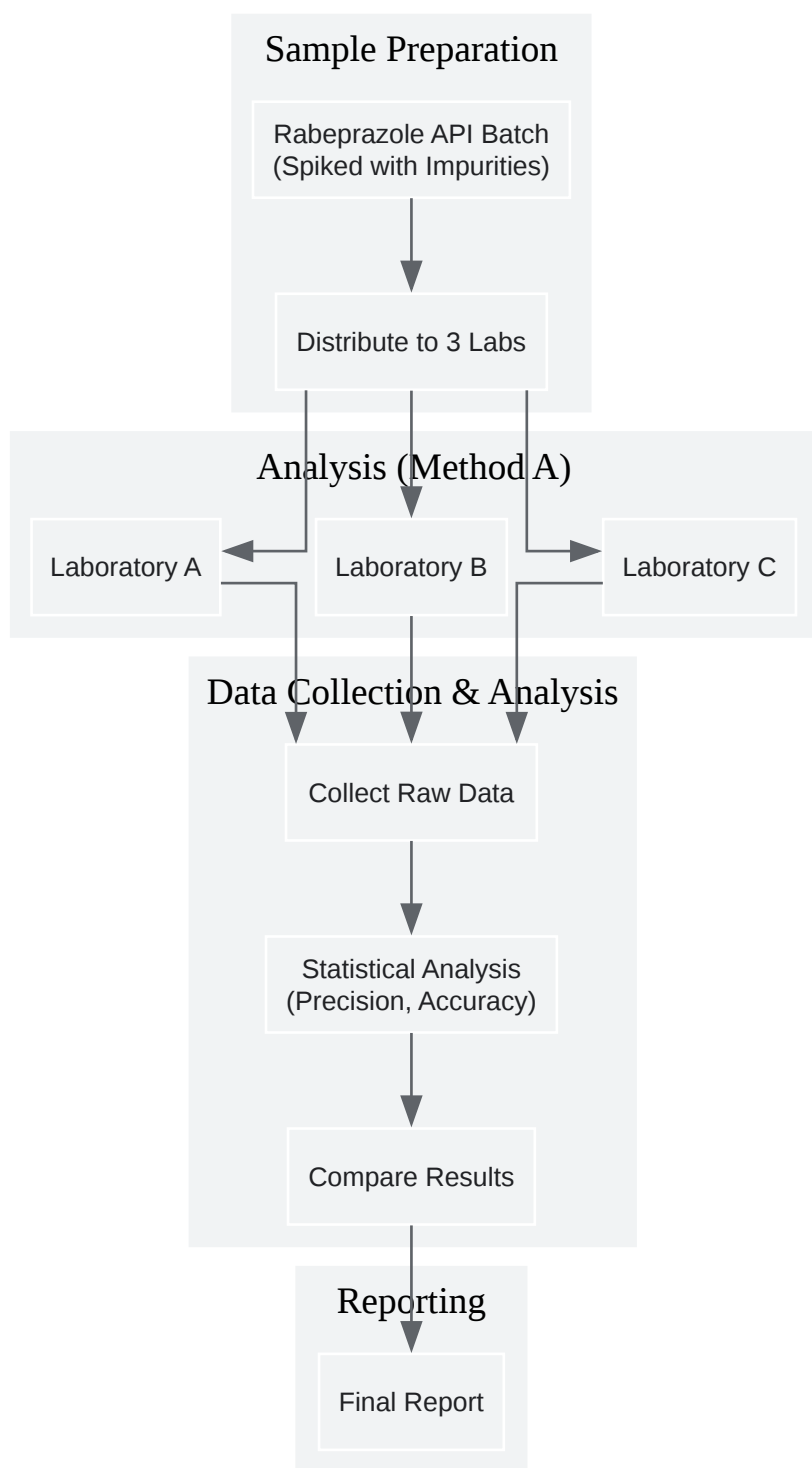 Sample Preparation
Rabeprazole API Batch
(Spiked with Impurities)
Distribute to 3 Labs
Analysis (Method A)
Laboratory A
Laboratory B
Laboratory C
Data Collection & Analysis
Collect Raw Data
Statistical Analysis
(Precision, Accuracy)
Compare Results
Reporting
Final Report